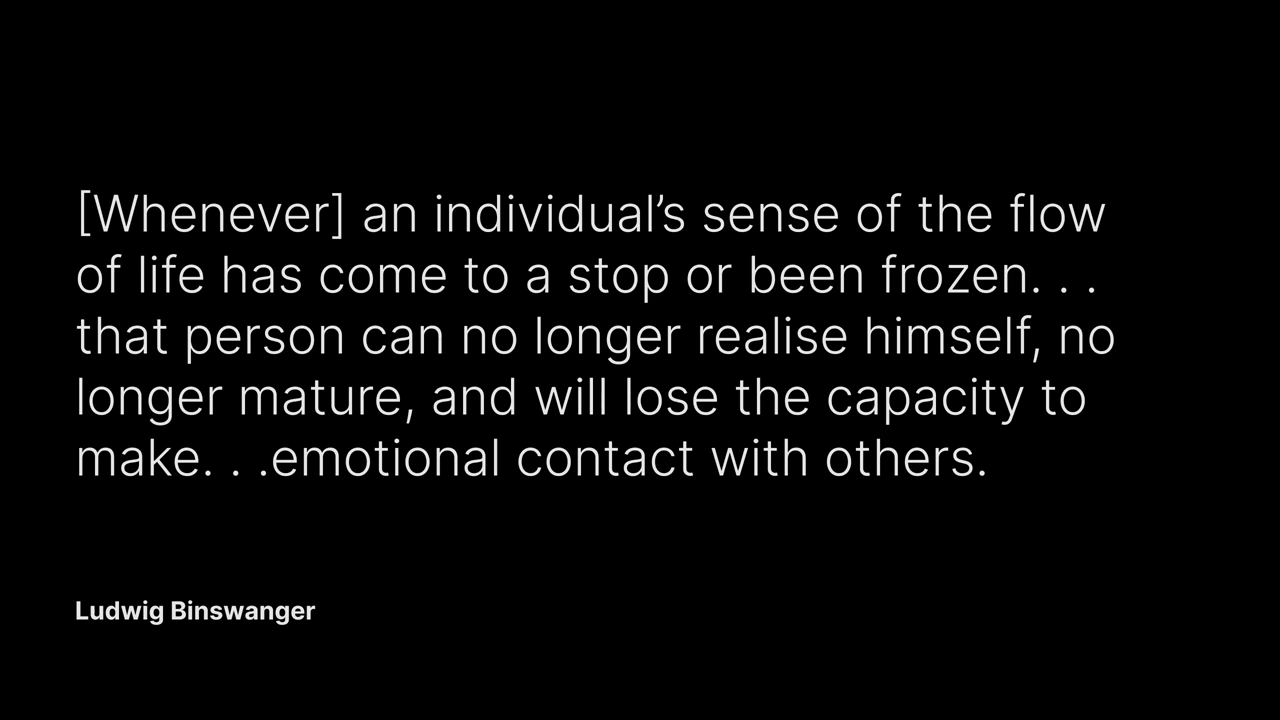 [Whenever] an individual’s sense of the flow
of life has come to a stop or been frozen. . .
that person can no longer realise himself, no
longer mature, and will lose the capacity to
make. . .emotional contact with others.
Ludwig Binswanger